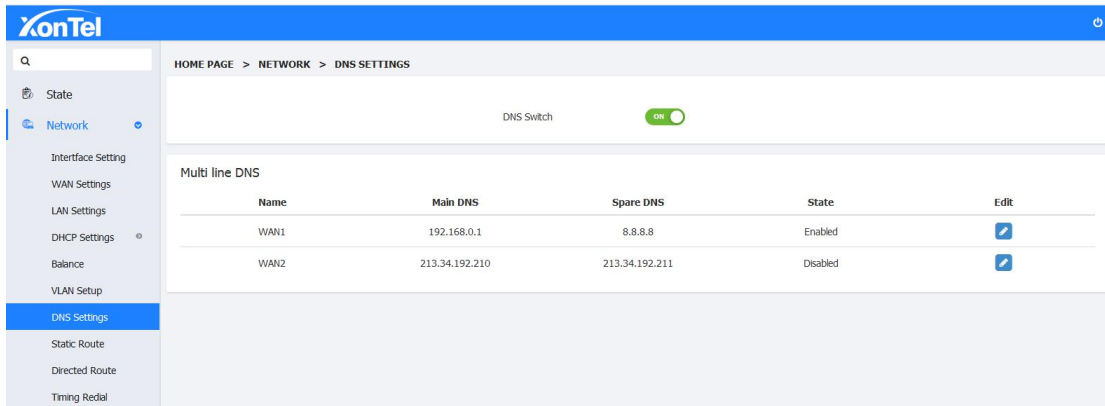 XonTel
HOME PAGE > NETWORK > DNS SETTINGS
State
Network
Intertface Setting
WAN Settings
LAN Settings
DHCP Settings
Balance
VLAN Setup
DNS Settings
Static Route
Directed Route
Timing Redial
DNS Switch ON
Multi line DNS
Name Main DNS Spare DNS State Edit
WAN1 192.168.0.1 8.8.8.8 Enabled
WAN2 213.34.192.210 213.34.192.211 Disabled